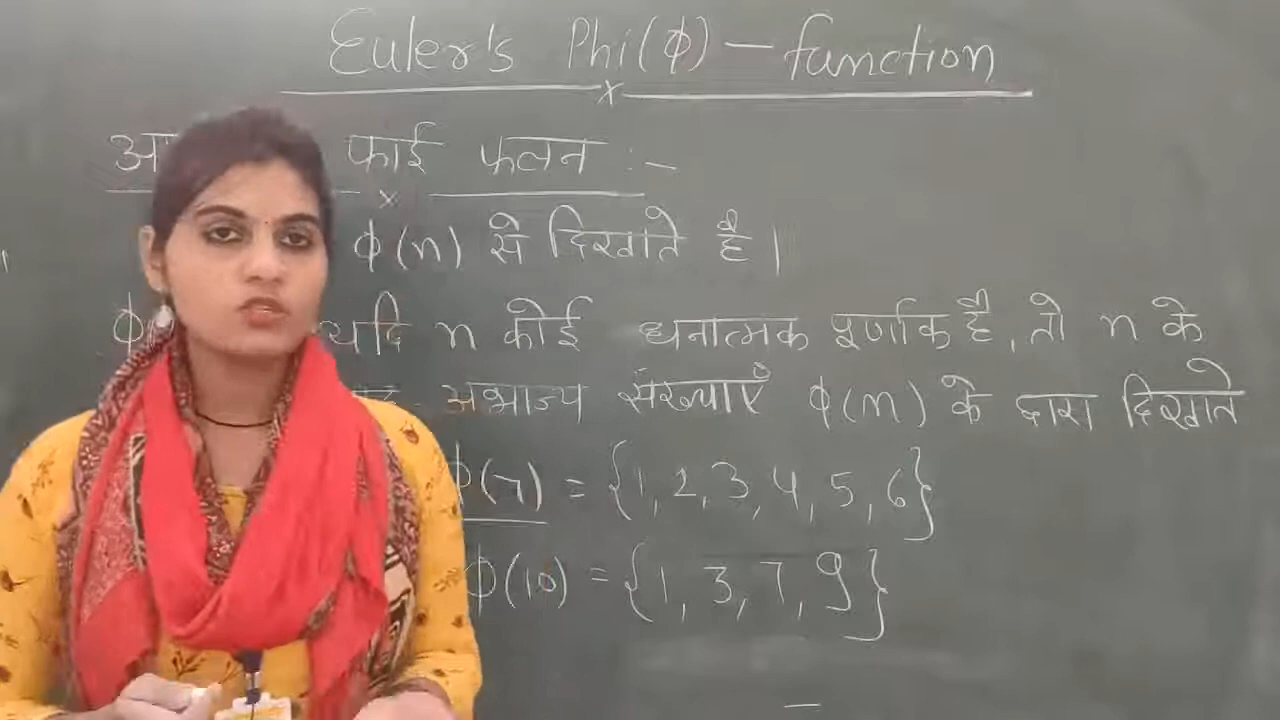 Euler's Phi(ϕ) – function
फाई फलन :-
ϕ(n) से दिखाते है।
यदि n कोई धनात्मक पूर्णांक है, तो n के
अभाज्य संख्याएँ ϕ(n) के द्वारा दिखाते
ϕ(7) = {1, 2, 3, 4, 5, 6}
ϕ(10) = {1, 3, 7, 9}